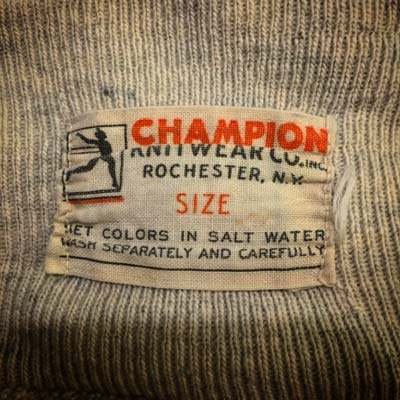 CHAMPION
KNITWEAR CO. INC.
ROCHESTER, N.Y.
SIZE
SET COLORS IN SALT WATER
WASH SEPARATELY AND CAREFULLY